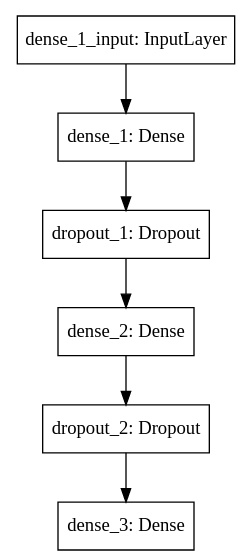 dense_1_input: InputLayer
dense_1: Dense
dropout_1: Dropout
dense_2: Dense
dropout_2: Dropout
dense_3: Dense